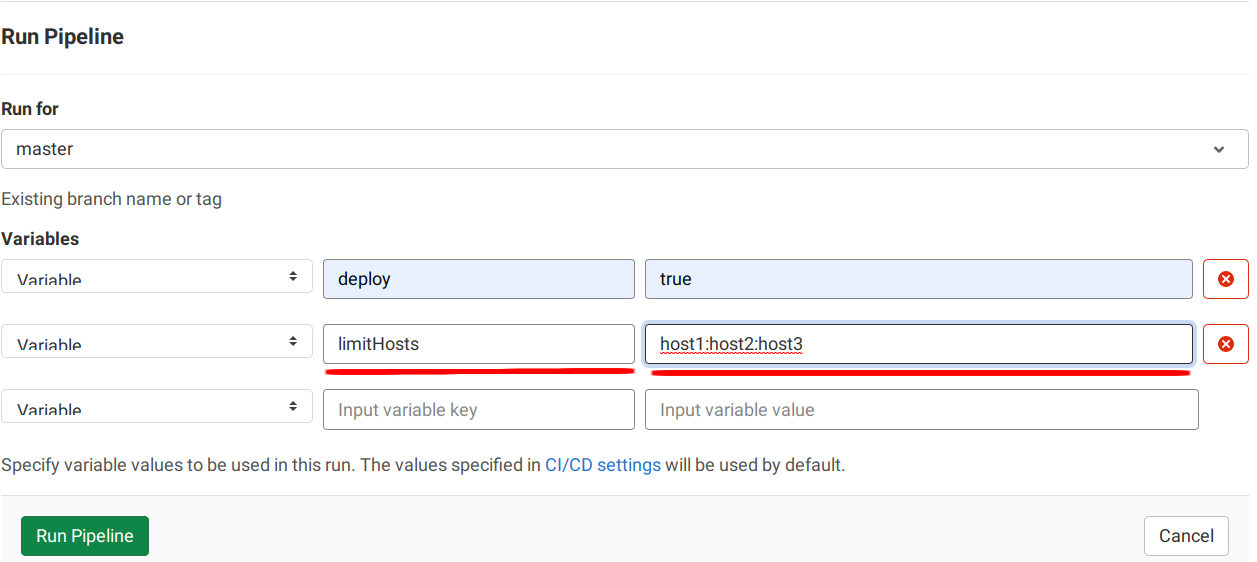 Run Pipeline
Run for
master
Existing branch name or tag
Variables
Variable deploy true
Variable limitHosts host1:host2:host3
Variable Input variable key Input variable value
Specify variable values to be used in this run. The values specified in CI/CD settings will be used by default.
Run Pipeline Cancel